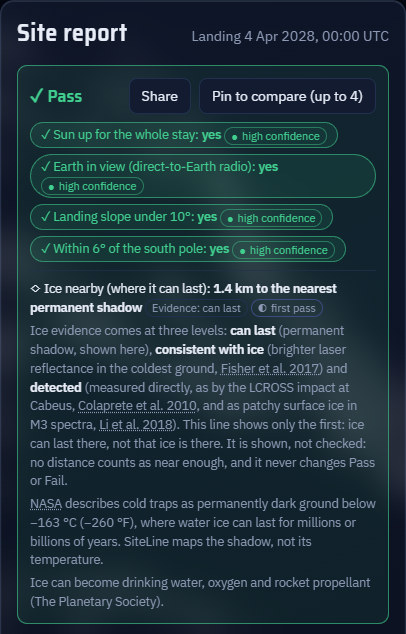 Site report
Landing 4 Apr 2028, 00:00 UTC
✓ Pass
Share
Pin to compare (up to 4)
✓ Sun up for the whole stay: yes ● high confidence
✓ Earth in view (direct-to-Earth radio): yes
● high confidence
✓ Landing slope under 10°: yes ● high confidence
✓ Within 6° of the south pole: yes ● high confidence
◇ Ice nearby (where it can last): 1.4 km to the nearest
permanent shadow Evidence: can last ◐ first pass
Ice evidence comes at three levels: can last (permanent
shadow, shown here), consistent with ice (brighter laser
reflectance in the coldest ground, Fisher et al. 2017) and
detected (measured directly, as by the LCROSS impact at
Cabeus, Colaprete et al. 2010, and as patchy surface ice in
M3 spectra, Li et al. 2018). This line shows only the first: ice
can last there, not that ice is there. It is shown, not checked:
no distance counts as near enough, and it never changes Pass
or Fail.
NASA describes cold traps as permanently dark ground below
−163 °C (−260 °F), where water ice can last for millions or
billions of years. SiteLine maps the shadow, not its
temperature.
Ice can become drinking water, oxygen and rocket propellant
(The Planetary Society).